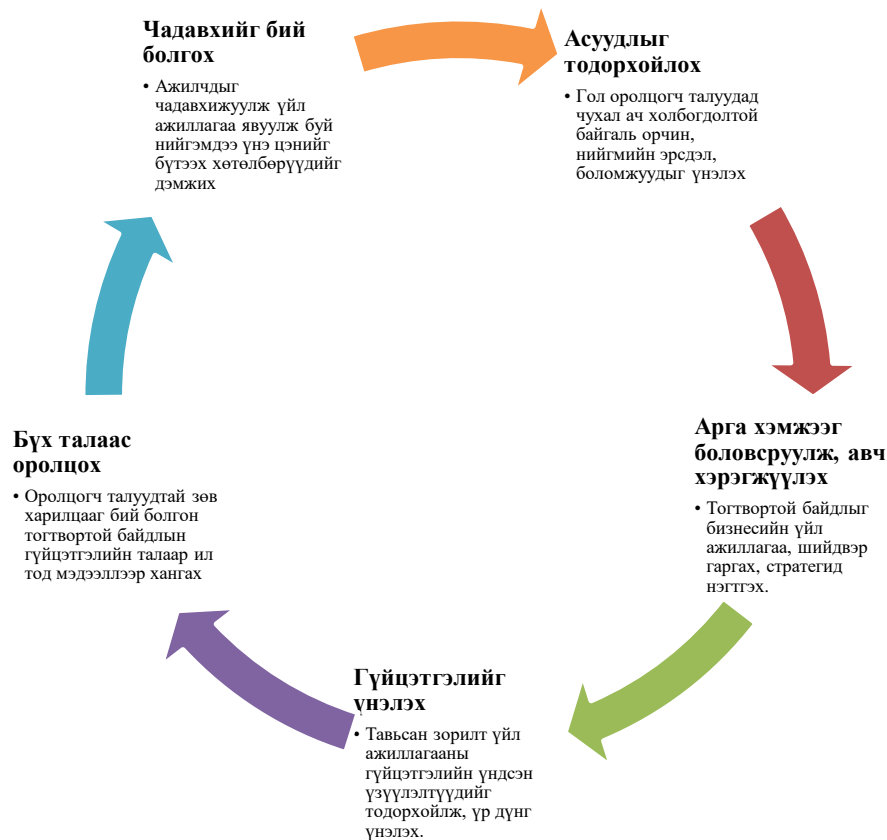 Чадавхийг бий
болгох
• Ажилчдыг
чадавхижуулж үйл
ажиллагаа явуулж буй
нийгэмдээ үнэ цэнийг
бүтээх хөтөлбөрүүдийг
дэмжих
Асуудлыг
тодорхойлох
• Гол оролцогч талуудад
чухал ач холбогдолтой
байгаль орчин,
нийгмийн эрсдэл,
боломжуудыг үнэлэх
Арга хэмжээг
боловсруулж, авч
хэрэгжүүлэх
• Тогтвортой байдлыг
бизнесийн үйл
ажиллагаа, шийдвэр
гаргах, стратегид
нэгтгэх.
Гүйцэтгэлийг
үнэлэх
• Тавьсан зорилт үйл
ажиллагааны
гүйцэтгэлийн үндсэн
үзүүлэлтүүдийг
тодорхойлж, үр дүнг
үнэлэх.
Бүх талаас
оролцох
• Оролцогч талуудтай зөв
харилцааг бий болгон
тогтвортой байдлын
гүйцэтгэлийн талаар ил
тод мэдээллээр хангах